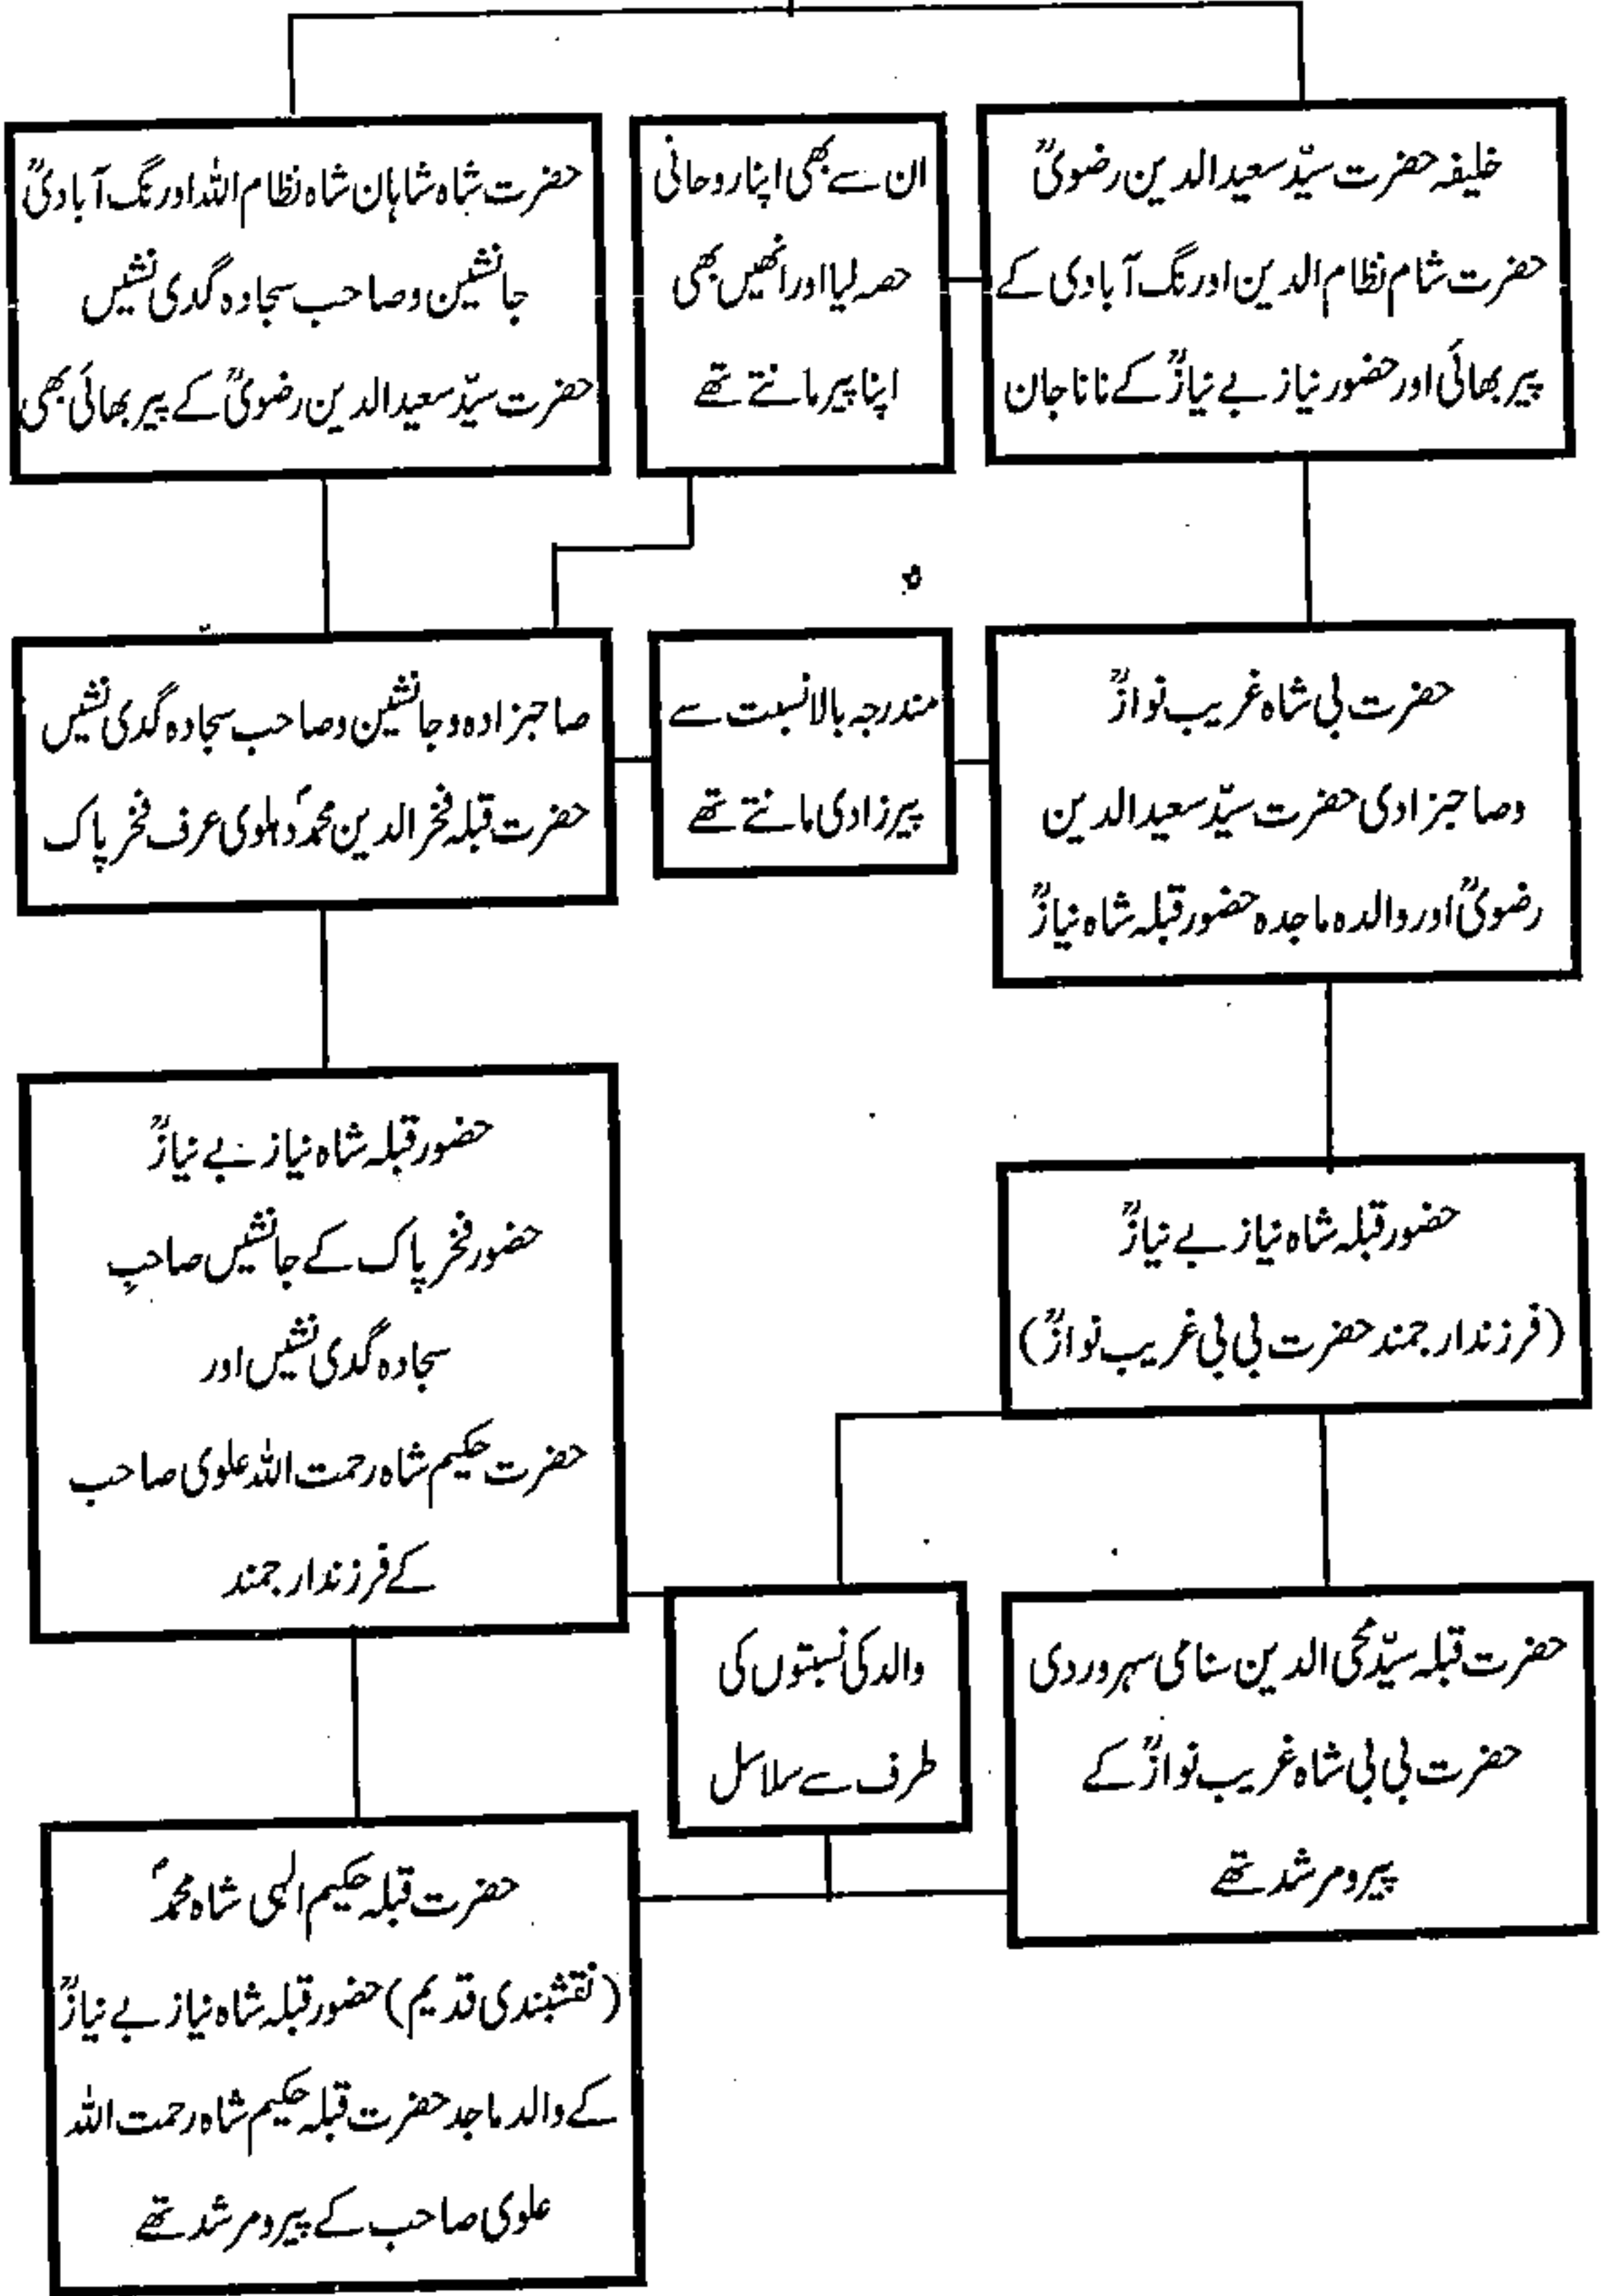 خلیفہ حضرت سیّد سعید الدین رضویؒ
حضرت شام نظام الدین اورنگ آبادی کے
پیر بھائی اور حضور نیاز بے نیازؒ کے نانا جان
ان سے بھی اپنا روحانی
حصہ لیا اور انھیں بھی
اپنا پیر مانتے تھے
حضرت شاہ شاہان شاہ نظام اللہ اورنگ آبادیؒ
جانشین و صاحب سجادہ گدی نشیں
حضرت سیّد سعید الدین رضویؒ کے پیر بھائی بھی
حضرت بی شاہ غریب نوازؒ
و صاحبزادی حضرت سیّد سعید الدین
رضویؒ اور والدہ ماجدہ حضور قبلہ شاہ نیازؒ
مندرجہ بالا نسبت سے
پیرزادی مانتے تھے
صاحبزادہ و جانشین و صاحب سجادہ گدی نشیں
حضرت قبلہ فخر الدین محمدؐ دہلوی عرف فخر پاک
حضور قبلہ شاہ نیاز بے نیازؒ
(فرزند ارجمند حضرت بی بی غریب نوازؒ)
حضور قبلہ شاہ نیاز بے نیازؒ
حضور فخر پاک کے جانشیں صاحبِ
سجادہ گدی نشیں اور
حضرت حکیم شاہ رحمت اللہ علوی صاحب
کے فرزند ارجمند
حضرت قبلہ سیّد محی الدین سنامی سہروردی
حضرت بی بی شاہ غریب نوازؒ کے
پیر و مرشد تھے
والد کی نسبتوں کی
طرف سے سلاسل
حضرت قبلہ حکیم الہی شاہ محمدؐ
(نقشبندی قدیم) حضور قبلہ شاہ نیاز بے نیازؒ
کے والد ماجد حضرت قبلہ حکیم شاہ رحمت اللہ
علوی صاحب کے پیر و مرشد تھے